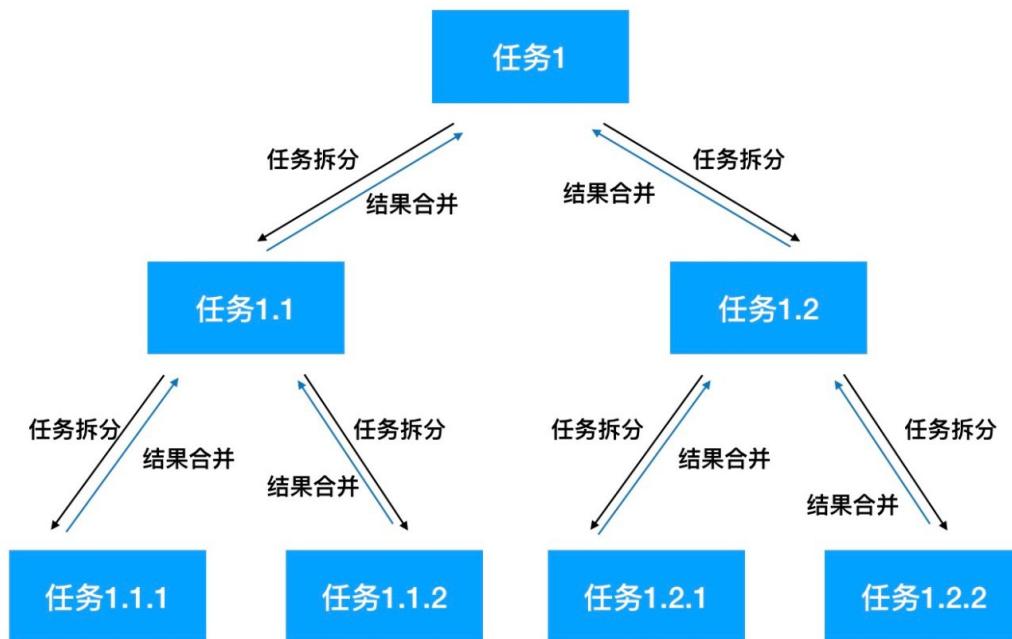 任务1
任务拆分
任务拆分
结果合并
结果合并
任务1.1
任务1.2
任务拆分
任务拆分
任务拆分
任务拆分
结果合并
结果合并
结果合并
结果合并
任务1.1.1
任务1.1.2
任务1.2.1
任务1.2.2